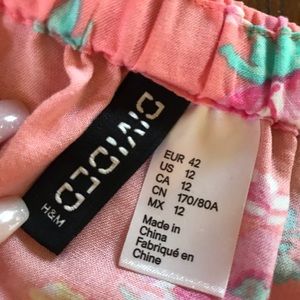 DIVIDED
H&M
EUR 42
US 12
CA 12
CN 170/80A
MX 12
Made in
China
Fabriqué en
Chine